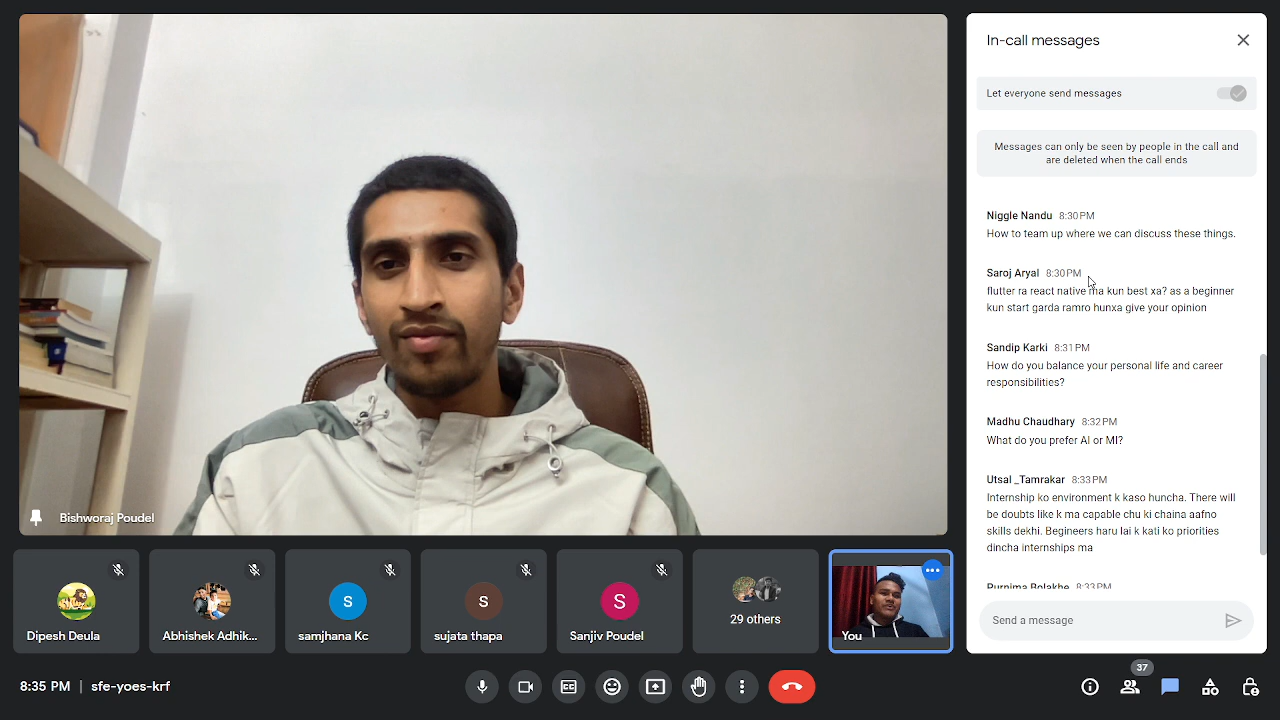 In-call messages
Let everyone send messages
Messages can only be seen by people in the call and
are deleted when the call ends
Niggle Nandu 8:30 PM
How to team up where we can discuss these things.
Saroj Aryal 8:30 PM
flutter ra react native ma kun best xa? as a beginner
kun start garda ramro hunxa give your opinion
Sandip Karki 8:31 PM
How do you balance your personal life and career
responsibilities?
Madhu Chaudhary 8:32 PM
What do you prefer AI or Ml?
Utsal _Tamrakar 8:33 PM
Internship ko environment k kaso huncha. There will
be doubts like k ma capable chu ki chaina aafno
skills dekhi. Begineers haru lai k kati ko priorities
dincha internships ma
Purnima Bolakhe 8:33 PM
Send a message
Bishworaj Poudel
Dipesh Deula
Abhishek Adhik...
samjhana Kc
S
sujata thapa
S
Sanjiv Poudel
S
29 others
You
8:35 PM | sfe-yoes-krf
37